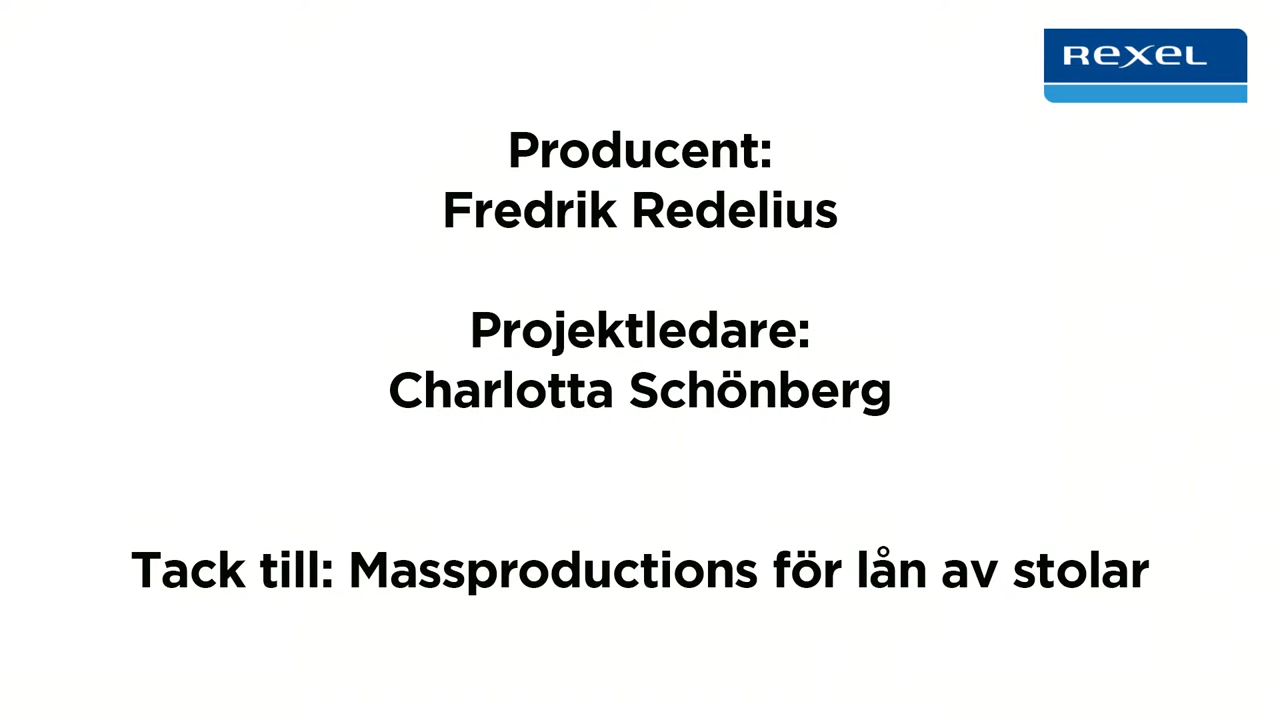 REXEL
Producent:
Fredrik Redelius
Projektledare:
Charlotta Schönberg
Tack till: Massproductions för lån av stolar